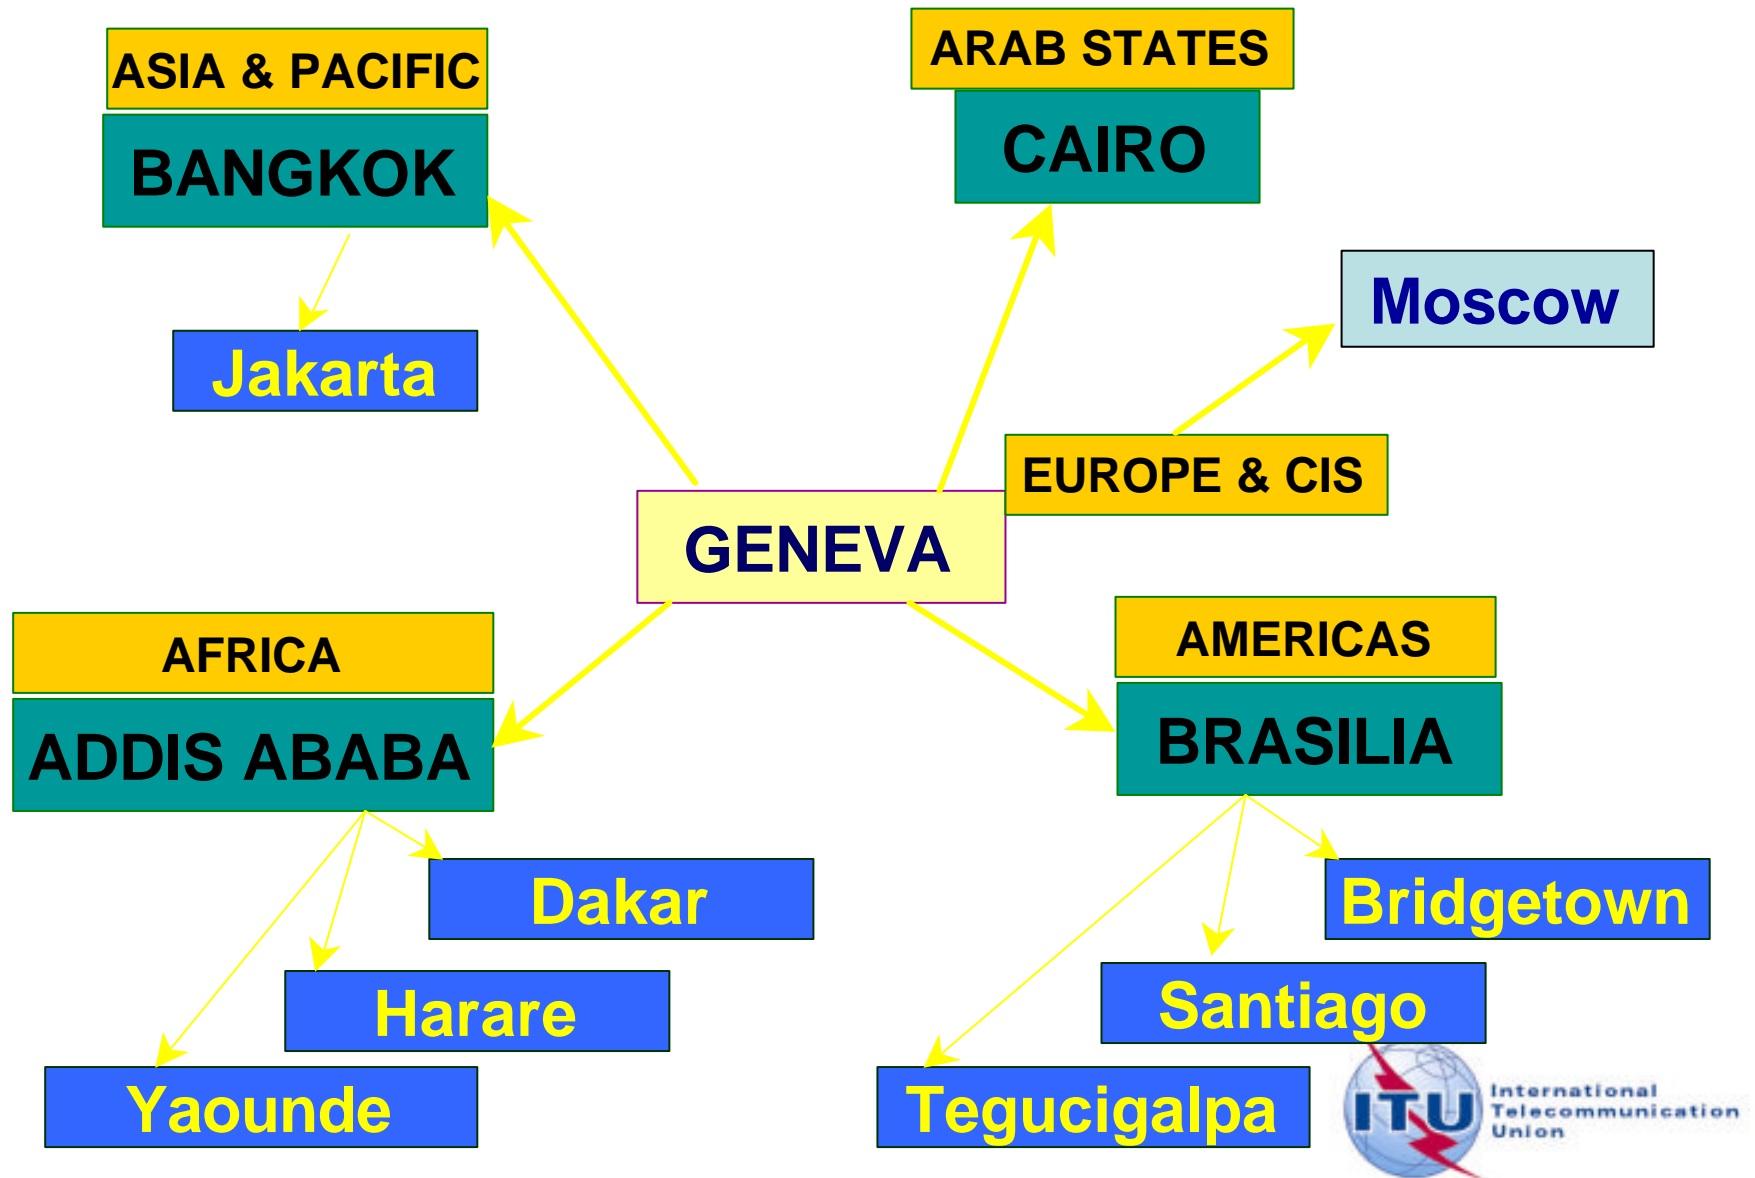 ASIA & PACIFIC
BANGKOK
Jakarta
ARAB STATES
CAIRO
Moscow
EUROPE & CIS
GENEVA
AFRICA
ADDIS ABABA
Dakar
Harare
Yaounde
AMERICAS
BRASILIA
Bridgetown
Santiago
Tegucigalpa
ITU
International
Telecommunication
Union